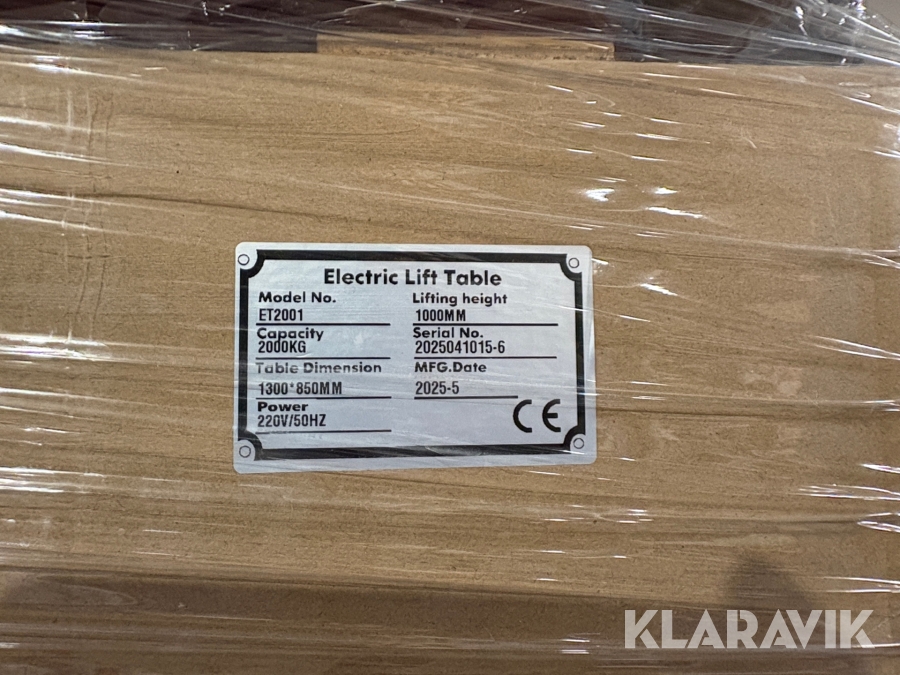 Electric Lift Table
Model No.
ET2001
Lifting height
1000MM
Capacity
2000KG
Serial No.
2025041015-6
Table Dimension
1300*850MM
MFG.Date
2025-5
Power
220V/50HZ
CE
KLARAVIK